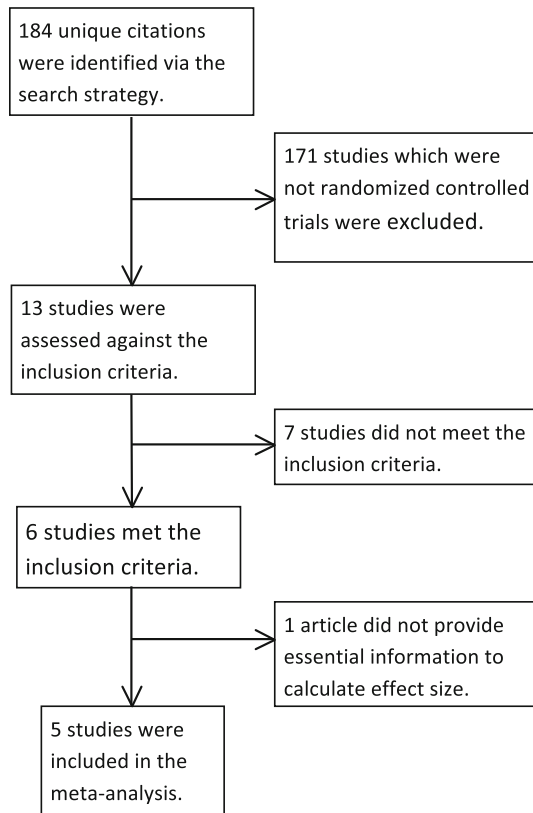 184 unique citations
were identified via the
search strategy.
171 studies which were
not randomized controlled
trials were excluded.
13 studies were
assessed against the
inclusion criteria.
7 studies did not meet the
inclusion criteria.
6 studies met the
inclusion criteria.
1 article did not provide
essential information to
calculate effect size.
5 studies were
included in the
meta-analysis.